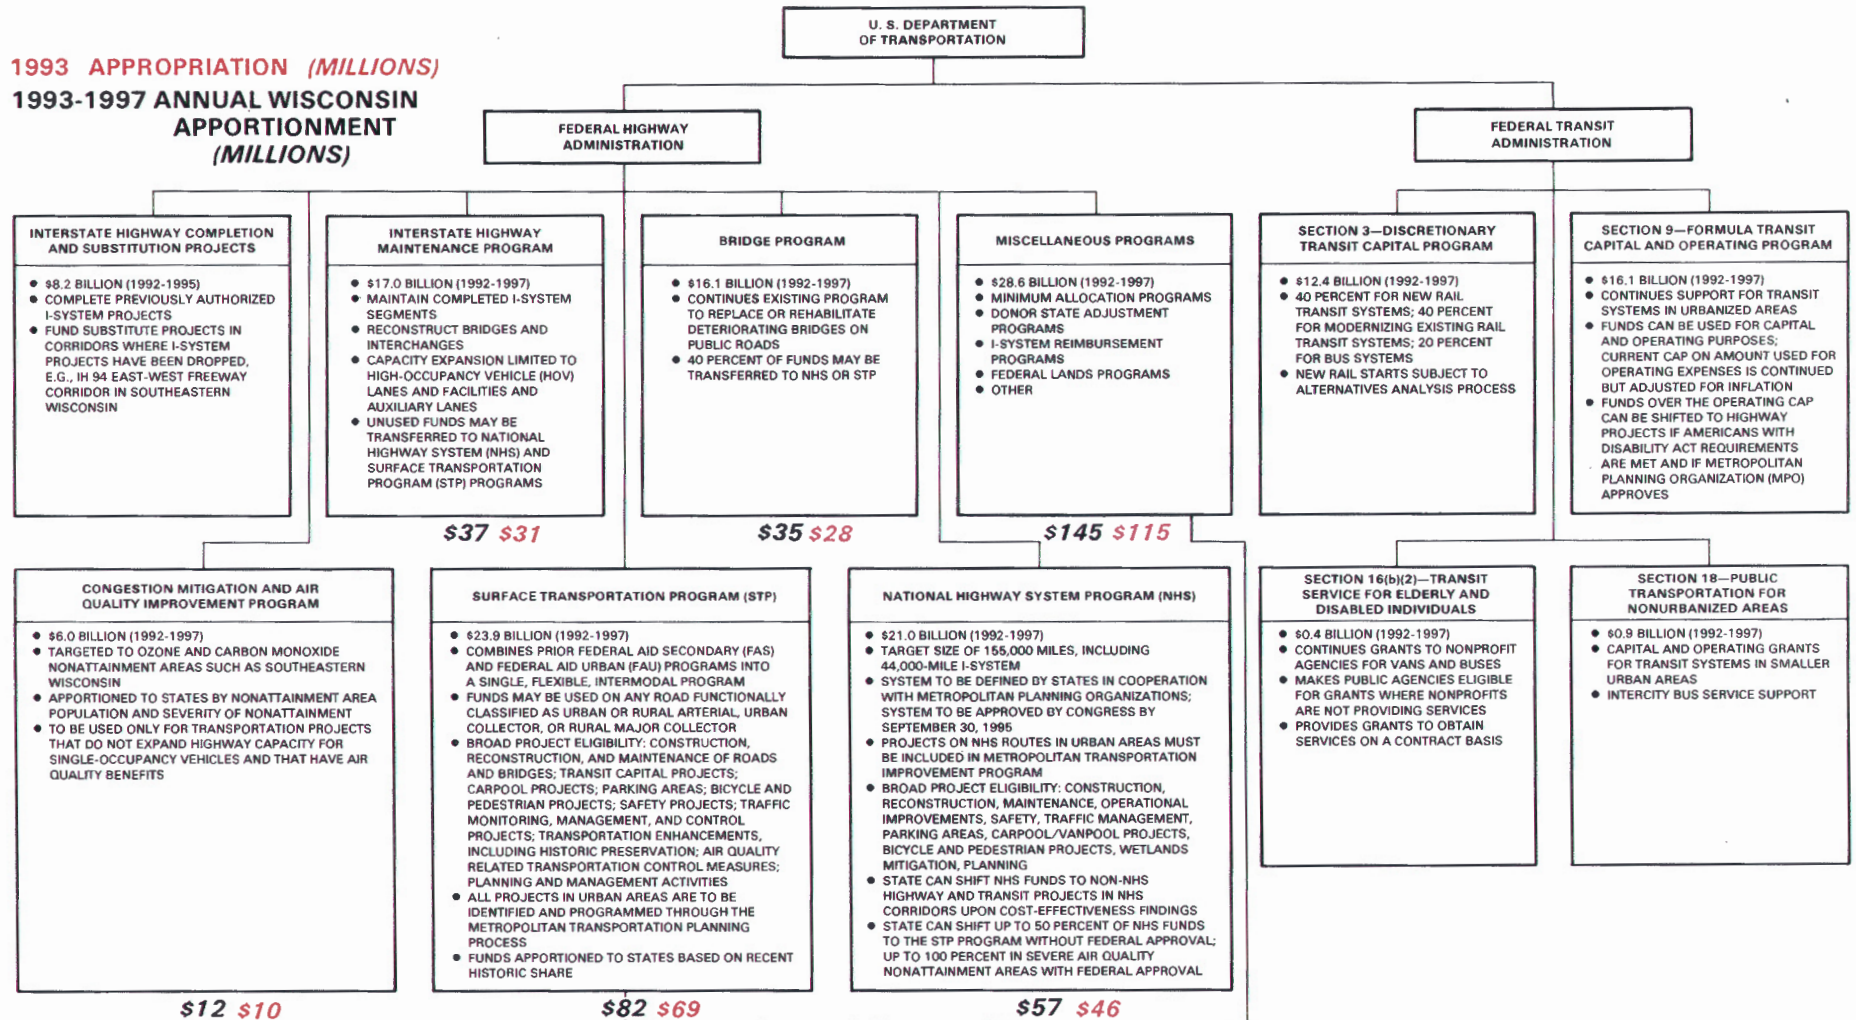 U. S. DEPARTMENT
OF TRANSPORTATION
1993 APPROPRIATION (MILLIONS)
1993-1997 ANNUAL WISCONSIN
APPORTIONMENT
(MILLIONS)
FEDERAL HIGHWAY
ADMINISTRATION
FEDERAL TRANSIT
ADMINISTRATION
INTERSTATE HIGHWAY COMPLETION
AND SUBSTITUTION PROJECTS
● $8.2 BILLION (1992-1995)
● COMPLETE PREVIOUSLY AUTHORIZED
I-SYSTEM PROJECTS
● FUND SUBSTITUTE PROJECTS IN
CORRIDORS WHERE I-SYSTEM
PROJECTS HAVE BEEN DROPPED,
E.G., IH 94 EAST-WEST FREEWAY
CORRIDOR IN SOUTHEASTERN
WISCONSIN
INTERSTATE HIGHWAY
MAINTENANCE PROGRAM
● $17.0 BILLION (1992-1997)
● MAINTAIN COMPLETED I-SYSTEM
SEGMENTS
● RECONSTRUCT BRIDGES AND
INTERCHANGES
● CAPACITY EXPANSION LIMITED TO
HIGH-OCCUPANCY VEHICLE (HOV)
LANES AND FACILITIES AND
AUXILIARY LANES
● UNUSED FUNDS MAY BE
TRANSFERRED TO NATIONAL
HIGHWAY SYSTEM (NHS) AND
SURFACE TRANSPORTATION
PROGRAM (STP) PROGRAMS
$37 $31
BRIDGE PROGRAM
● $16.1 BILLION (1992-1997)
● CONTINUES EXISTING PROGRAM
TO REPLACE OR REHABILITATE
DETERIORATING BRIDGES ON
PUBLIC ROADS
● 40 PERCENT OF FUNDS MAY BE
TRANSFERRED TO NHS OR STP
$35 $28
MISCELLANEOUS PROGRAMS
● $28.6 BILLION (1992-1997)
● MINIMUM ALLOCATION PROGRAMS
● DONOR STATE ADJUSTMENT
PROGRAMS
● I-SYSTEM REIMBURSEMENT
PROGRAMS
● FEDERAL LANDS PROGRAMS
● OTHER
$145 $115
SECTION 3—DISCRETIONARY
TRANSIT CAPITAL PROGRAM
● $12.4 BILLION (1992-1997)
● 40 PERCENT FOR NEW RAIL
TRANSIT SYSTEMS; 40 PERCENT
FOR MODERNIZING EXISTING RAIL
TRANSIT SYSTEMS; 20 PERCENT
FOR BUS SYSTEMS
● NEW RAIL STARTS SUBJECT TO
ALTERNATIVES ANALYSIS PROCESS
SECTION 9—FORMULA TRANSIT
CAPITAL AND OPERATING PROGRAM
● $16.1 BILLION (1992-1997)
● CONTINUES SUPPORT FOR TRANSIT
SYSTEMS IN URBANIZED AREAS
● FUNDS CAN BE USED FOR CAPITAL
AND OPERATING PURPOSES;
CURRENT CAP ON AMOUNT USED FOR
OPERATING EXPENSES IS CONTINUED
BUT ADJUSTED FOR INFLATION
● FUNDS OVER THE OPERATING CAP
CAN BE SHIFTED TO HIGHWAY
PROJECTS IF AMERICANS WITH
DISABILITY ACT REQUIREMENTS
ARE MET AND IF METROPOLITAN
PLANNING ORGANIZATION (MPO)
APPROVES
CONGESTION MITIGATION AND AIR
QUALITY IMPROVEMENT PROGRAM
● $6.0 BILLION (1992-1997)
● TARGETED TO OZONE AND CARBON MONOXIDE
NONATTAINMENT AREAS SUCH AS SOUTHEASTERN
WISCONSIN
● APPORTIONED TO STATES BY NONATTAINMENT AREA
POPULATION AND SEVERITY OF NONATTAINMENT
● TO BE USED ONLY FOR TRANSPORTATION PROJECTS
THAT DO NOT EXPAND HIGHWAY CAPACITY FOR
SINGLE-OCCUPANCY VEHICLES AND THAT HAVE AIR
QUALITY BENEFITS
$12 $10
SURFACE TRANSPORTATION PROGRAM (STP)
● $23.9 BILLION (1992-1997)
● COMBINES PRIOR FEDERAL AID SECONDARY (FAS)
AND FEDERAL AID URBAN (FAU) PROGRAMS INTO
A SINGLE, FLEXIBLE, INTERMODAL PROGRAM
● FUNDS MAY BE USED ON ANY ROAD FUNCTIONALLY
CLASSIFIED AS URBAN OR RURAL ARTERIAL, URBAN
COLLECTOR, OR RURAL MAJOR COLLECTOR
● BROAD PROJECT ELIGIBILITY: CONSTRUCTION,
RECONSTRUCTION, AND MAINTENANCE OF ROADS
AND BRIDGES; TRANSIT CAPITAL PROJECTS;
CARPOOL PROJECTS; PARKING AREAS; BICYCLE AND
PEDESTRIAN PROJECTS; SAFETY PROJECTS; TRAFFIC
MONITORING, MANAGEMENT, AND CONTROL
PROJECTS; TRANSPORTATION ENHANCEMENTS,
INCLUDING HISTORIC PRESERVATION; AIR QUALITY
RELATED TRANSPORTATION CONTROL MEASURES;
PLANNING AND MANAGEMENT ACTIVITIES
● ALL PROJECTS IN URBAN AREAS ARE TO BE
IDENTIFIED AND PROGRAMMED THROUGH THE
METROPOLITAN TRANSPORTATION PLANNING
PROCESS
● FUNDS APPORTIONED TO STATES BASED ON RECENT
HISTORIC SHARE
$82 $69
NATIONAL HIGHWAY SYSTEM PROGRAM (NHS)
● $21.0 BILLION (1992-1997)
● TARGET SIZE OF 155,000 MILES, INCLUDING
44,000-MILE I-SYSTEM
● SYSTEM TO BE DEFINED BY STATES IN COOPERATION
WITH METROPOLITAN PLANNING ORGANIZATIONS;
SYSTEM TO BE APPROVED BY CONGRESS BY
SEPTEMBER 30, 1995
● PROJECTS ON NHS ROUTES IN URBAN AREAS MUST
BE INCLUDED IN METROPOLITAN TRANSPORTATION
IMPROVEMENT PROGRAM
● BROAD PROJECT ELIGIBILITY: CONSTRUCTION,
RECONSTRUCTION, MAINTENANCE, OPERATIONAL
IMPROVEMENTS, SAFETY, TRAFFIC MANAGEMENT,
PARKING AREAS, CARPOOL/VANPOOL PROJECTS,
BICYCLE AND PEDESTRIAN PROJECTS, WETLANDS
MITIGATION, PLANNING
● STATE CAN SHIFT NHS FUNDS TO NON-NHS
HIGHWAY AND TRANSIT PROJECTS IN NHS
CORRIDORS UPON COST-EFFECTIVENESS FINDINGS
● STATE CAN SHIFT UP TO 50 PERCENT OF NHS FUNDS
TO THE STP PROGRAM WITHOUT FEDERAL APPROVAL;
UP TO 100 PERCENT IN SEVERE AIR QUALITY
NONATTAINMENT AREAS WITH FEDERAL APPROVAL
$57 $46
SECTION 16(b)(2)—TRANSIT
SERVICE FOR ELDERLY AND
DISABLED INDIVIDUALS
● $0.4 BILLION (1992-1997)
● CONTINUES GRANTS TO NONPROFIT
AGENCIES FOR VANS AND BUSES
● MAKES PUBLIC AGENCIES ELIGIBLE
FOR GRANTS WHERE NONPROFITS
ARE NOT PROVIDING SERVICES
● PROVIDES GRANTS TO OBTAIN
SERVICES ON A CONTRACT BASIS
SECTION 18—PUBLIC
TRANSPORTATION FOR
NONURBANIZED AREAS
● $0.9 BILLION (1992-1997)
● CAPITAL AND OPERATING GRANTS
FOR TRANSIT SYSTEMS IN SMALLER
URBAN AREAS
● INTERCITY BUS SERVICE SUPPORT